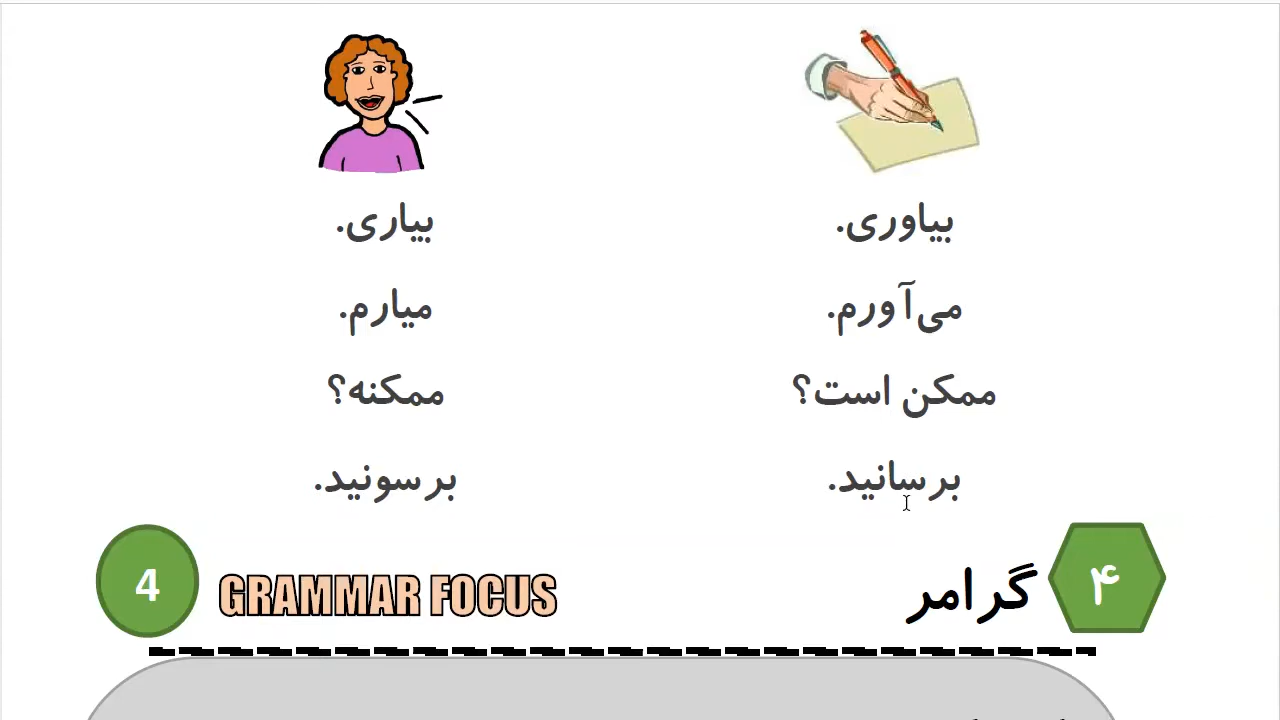 بیاوری. بیاری.
می‌آورم. میارم.
ممکن است؟ ممکنه؟
برسانید. برسونید.
۴ گرامر GRAMMAR FOCUS 4